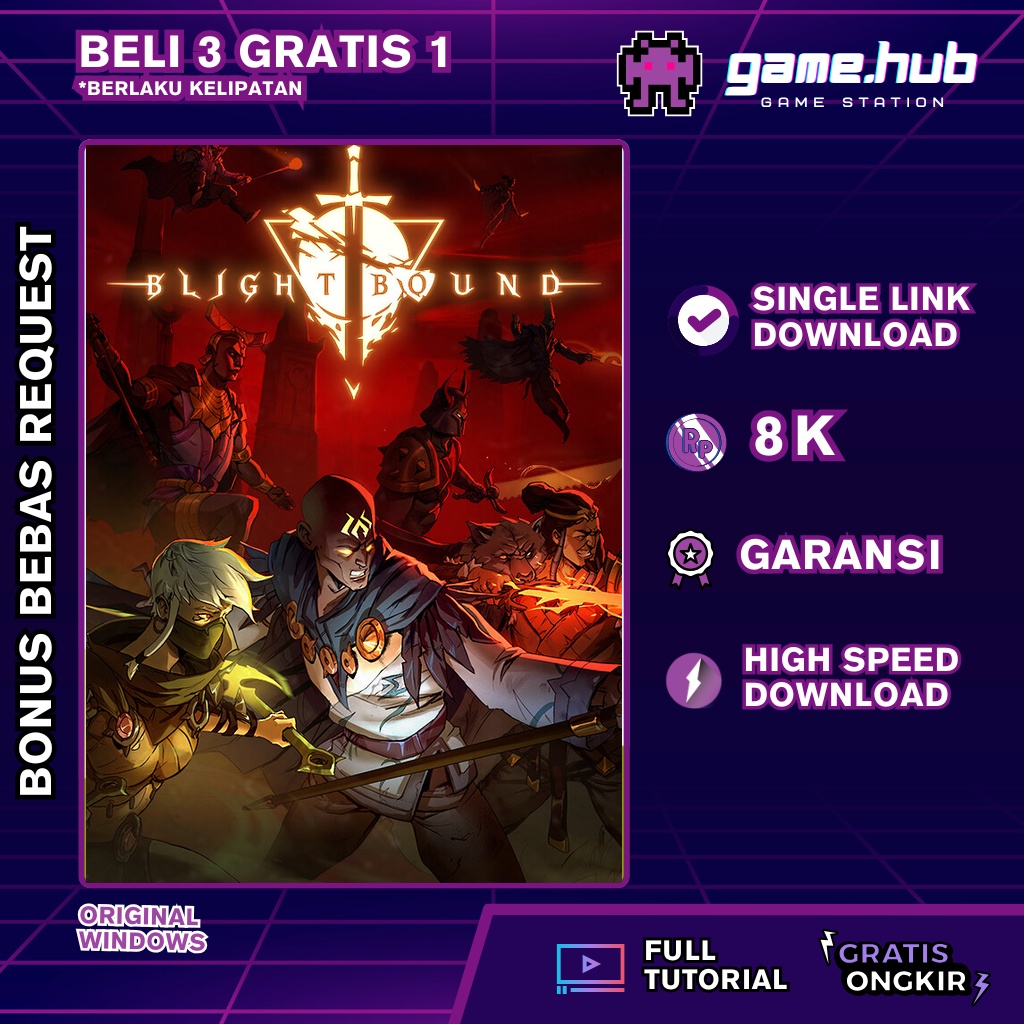 BELI 3 GRATIS 1
*BERLAKU KELIPATAN
game.hub
GAME STATION
BONUS BEBAS REQUEST
BLIGHTBOUND
SINGLE LINK
DOWNLOAD
RP
8K
GARANSI
HIGH SPEED
DOWNLOAD
ORIGINAL
WINDOWS
FULL
TUTORIAL
GRATIS
ONGKIR